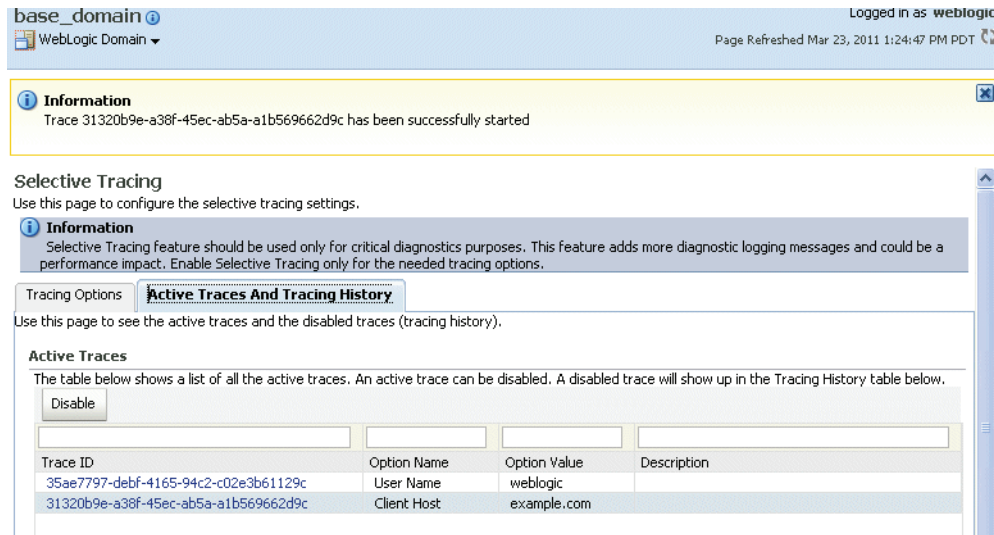 base_domain
Logged in as weblogic
WebLogic Domain
Page Refreshed Mar 23, 2011 1:24:47 PM PDT
Information
Trace 31320b9e-a38f-45ec-ab5a-a1b569662d9c has been successfully started
Selective Tracing
Use this page to configure the selective tracing settings.
Information
Selective Tracing feature should be used only for critical diagnostics purposes. This feature adds more diagnostic logging messages and could be a
performance impact. Enable Selective Tracing only for the needed tracing options.
Tracing Options Active Traces And Tracing History
Use this page to see the active traces and the disabled traces (tracing history).
Active Traces
The table below shows a list of all the active traces. An active trace can be disabled. A disabled trace will show up in the Tracing History table below.
Disable
Trace ID Option Name Option Value Description
35ae7797-debf-4165-94c2-c02e3b61129c User Name weblogic
31320b9e-a38f-45ec-ab5a-a1b569662d9c Client Host example.com